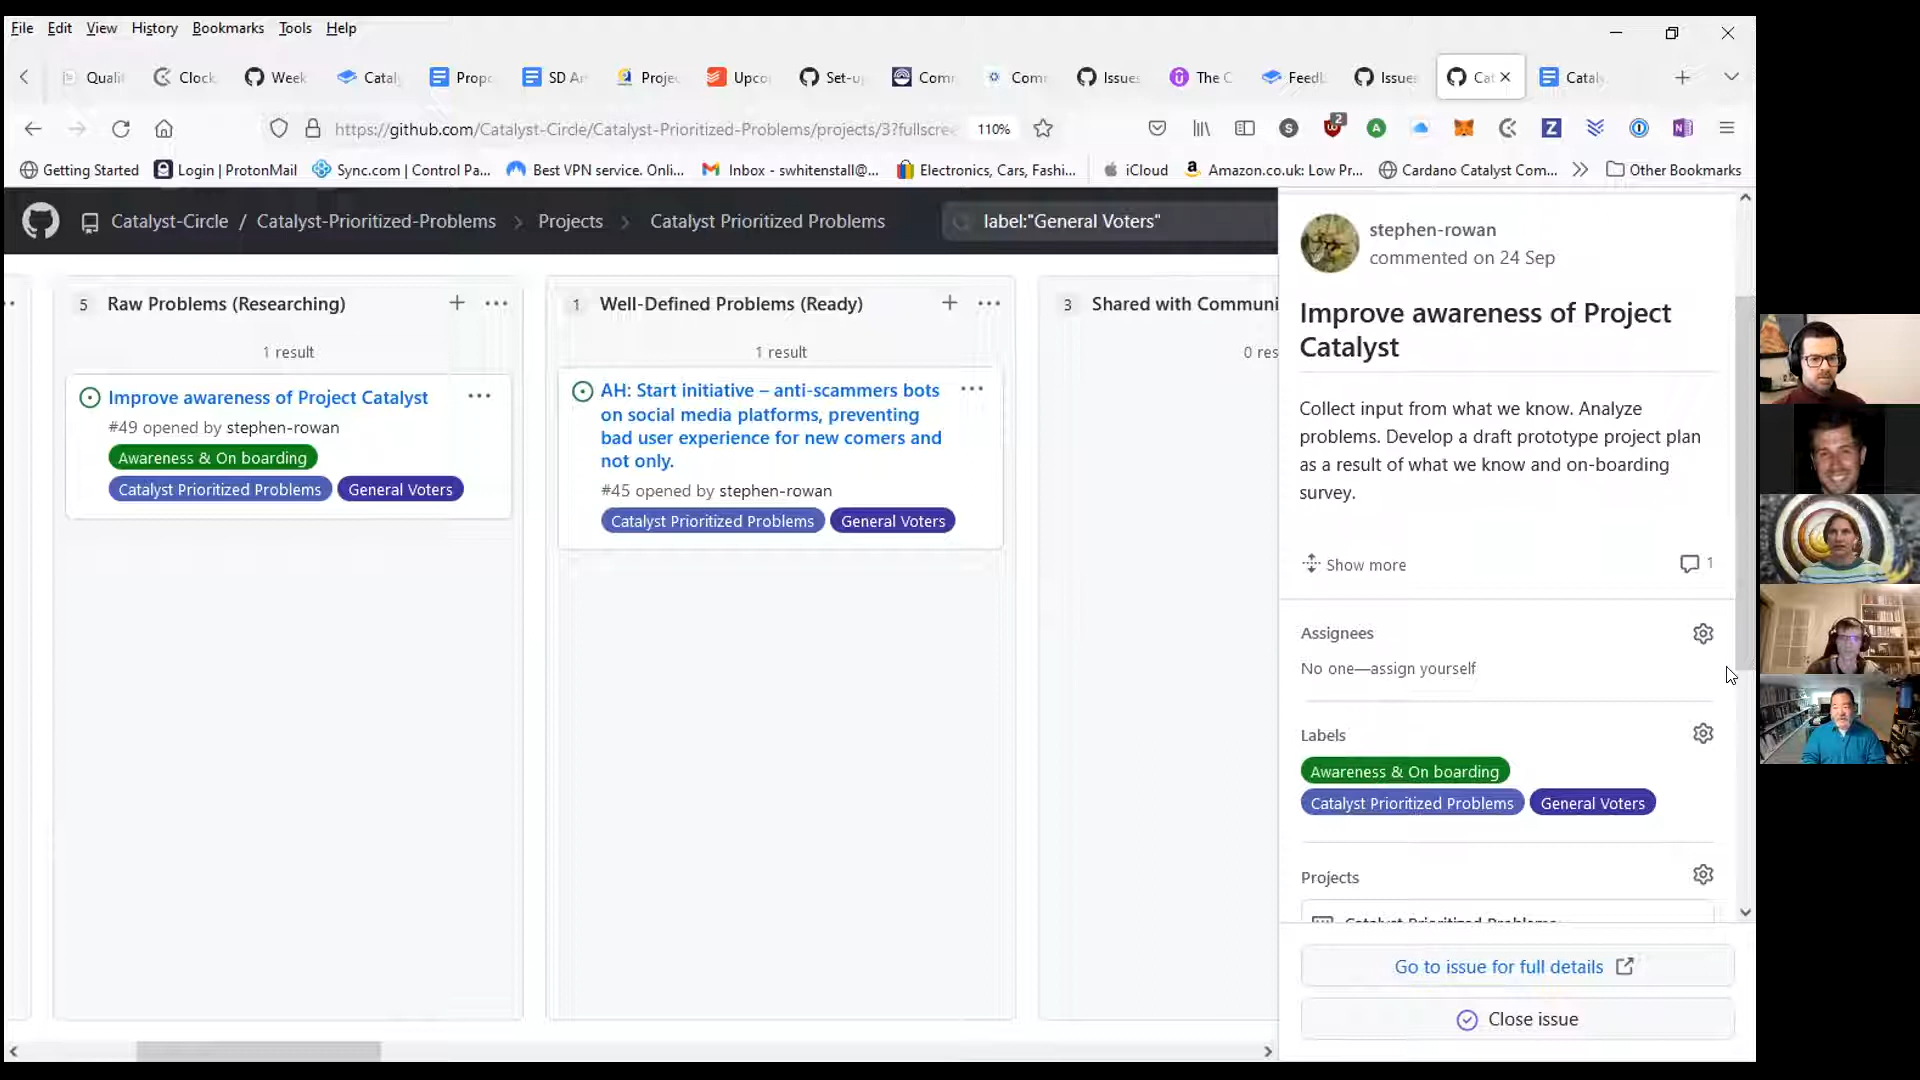 File Edit View History Bookmarks Tools Help
Quali Clock Week Catal Propo SD Ar Proje Upco Set-u Com Com Issues The C Feedb Issues Cat Cataly
https://github.com/Catalyst-Circle/Catalyst-Prioritized-Problems/projects/3?fullscre 110% 2
Getting Started Login | ProtonMail Sync.com | Control Pa... Best VPN service. Onli... Inbox - swhitenstall@... Electronics, Cars, Fashi... iCloud Amazon.co.uk: Low Pr... Cardano Catalyst Com... Other Bookmarks
Catalyst-Circle / Catalyst-Prioritized-Problems > Projects > Catalyst Prioritized Problems label:"General Voters"
5 Raw Problems (Researching)
1 result
Improve awareness of Project Catalyst
#49 opened by stephen-rowan
Awareness & On boarding
Catalyst Prioritized Problems General Voters
1 Well-Defined Problems (Ready)
1 result
AH: Start initiative – anti-scammers bots
on social media platforms, preventing
bad user experience for new comers and
not only.
#45 opened by stephen-rowan
Catalyst Prioritized Problems General Voters
3 Shared with Communi
0 res
stephen-rowan
commented on 24 Sep
Improve awareness of Project
Catalyst
Collect input from what we know. Analyze
problems. Develop a draft prototype project plan
as a result of what we know and on-boarding
survey.
Show more 1
Assignees
No one—assign yourself
Labels
Awareness & On boarding
Catalyst Prioritized Problems General Voters
Projects
Catalyst Prioritized Problems
Go to issue for full details
Close issue